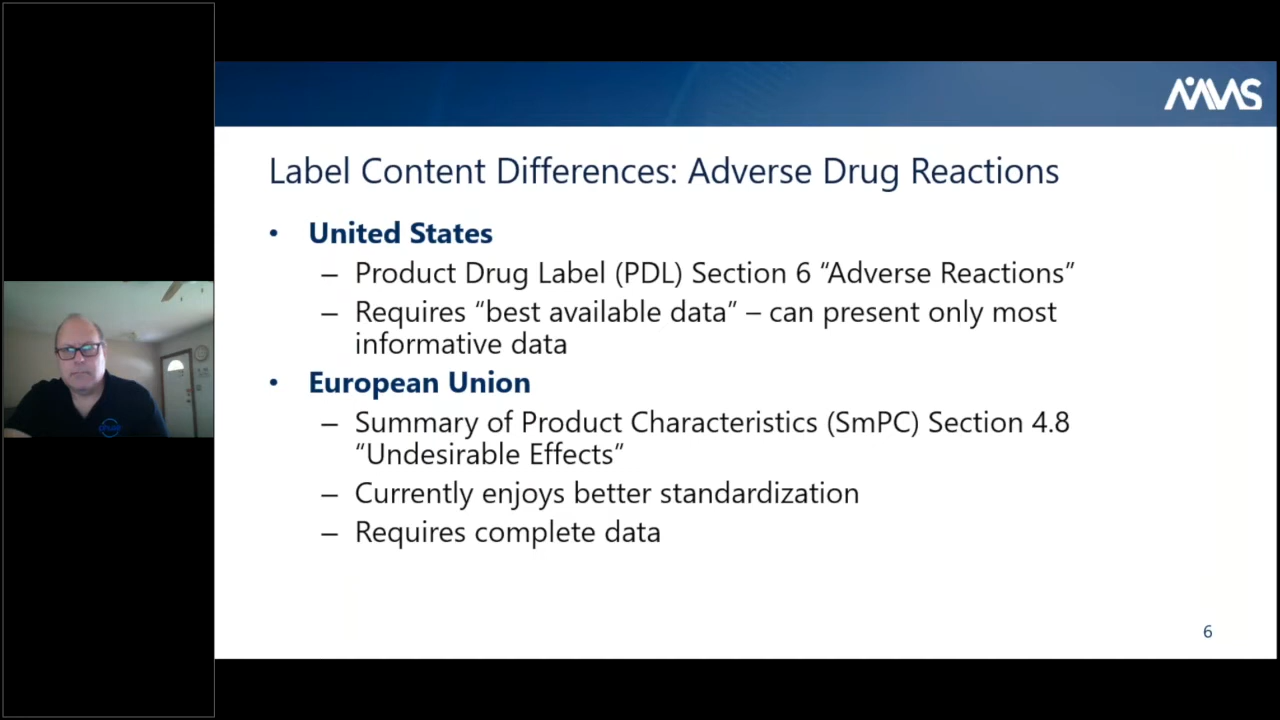 MMS
Label Content Differences: Adverse Drug Reactions
• United States
– Product Drug Label (PDL) Section 6 “Adverse Reactions”
– Requires “best available data” – can present only most
informative data
• European Union
– Summary of Product Characteristics (SmPC) Section 4.8
“Undesirable Effects”
– Currently enjoys better standardization
– Requires complete data
6